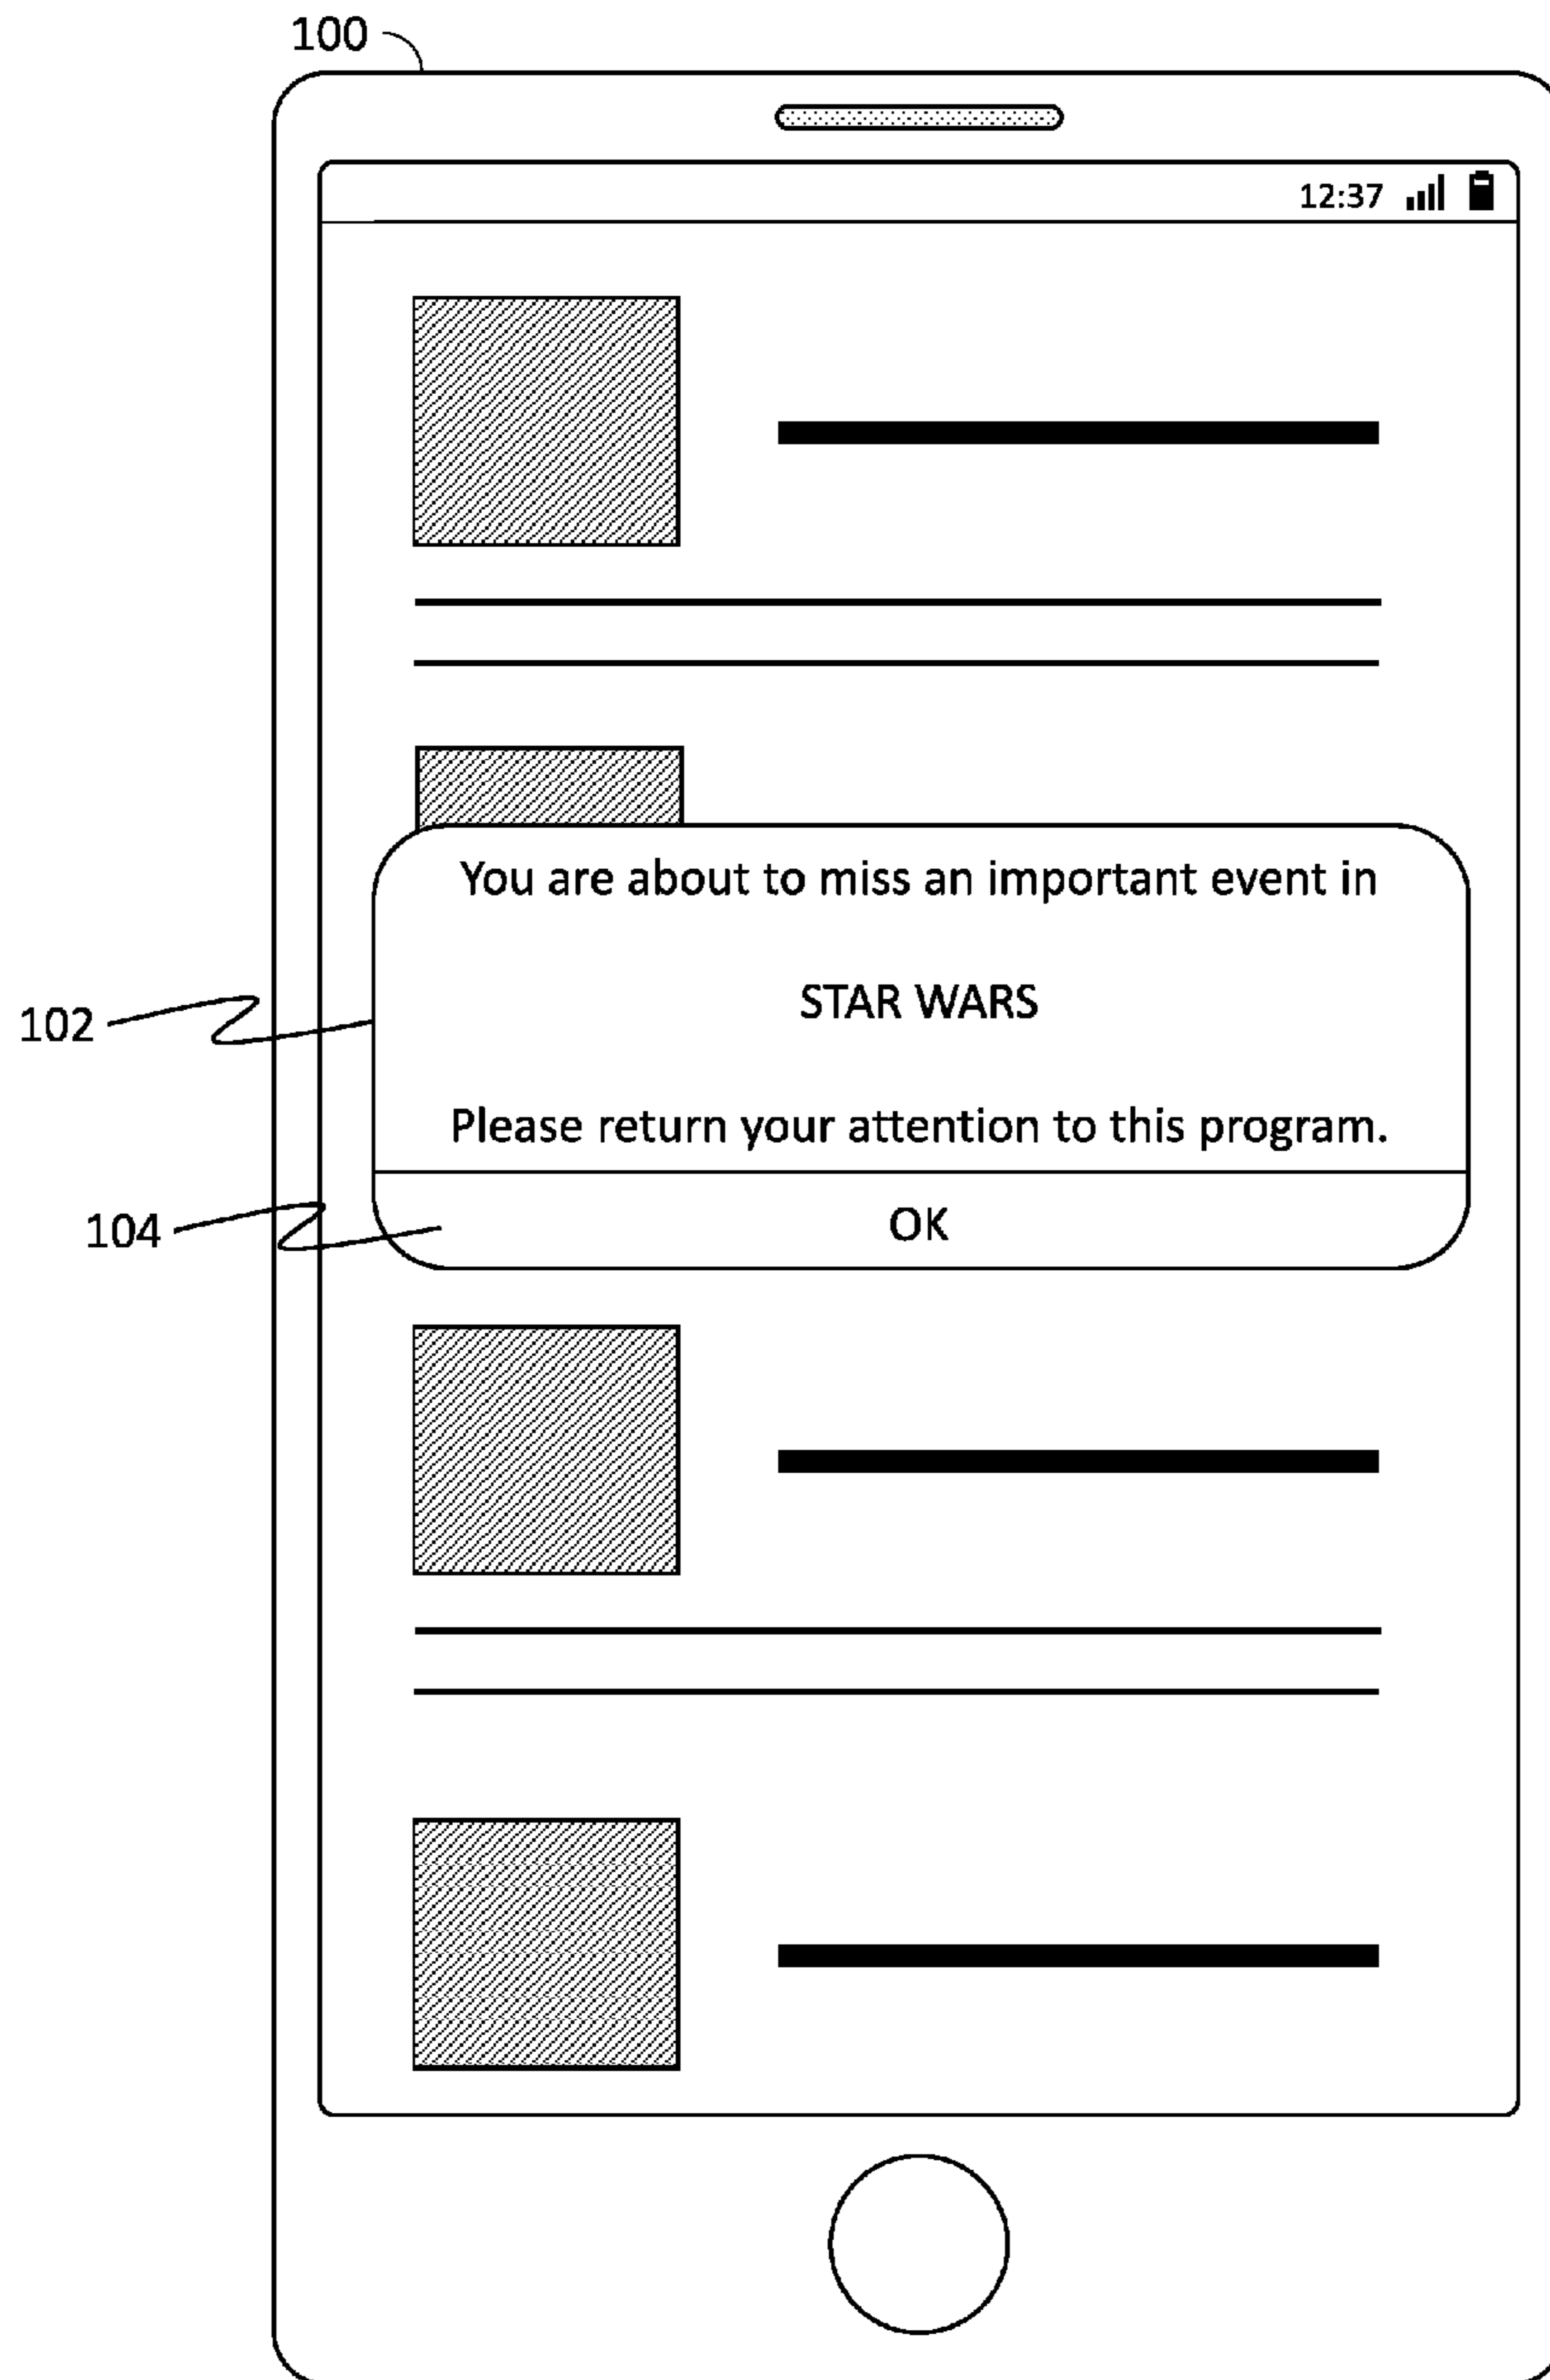 100
12:37
You are about to miss an important event in
STAR WARS
102
Please return your attention to this program.
104
OK